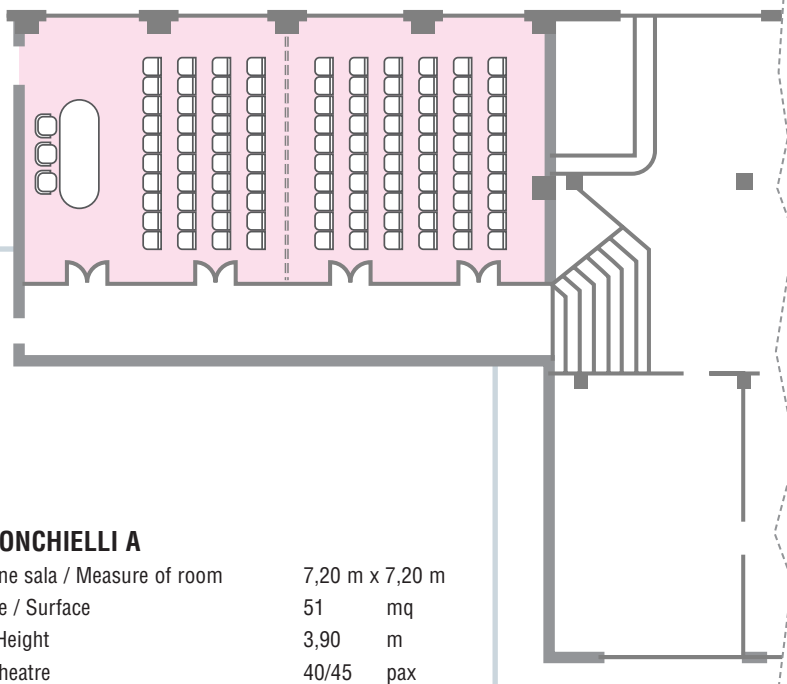 ONCHIELLI A
ne sala / Measure of room 7,20 m x 7,20 m
e / Surface 51 mq
Height 3,90 m
heatre 40/45 pax